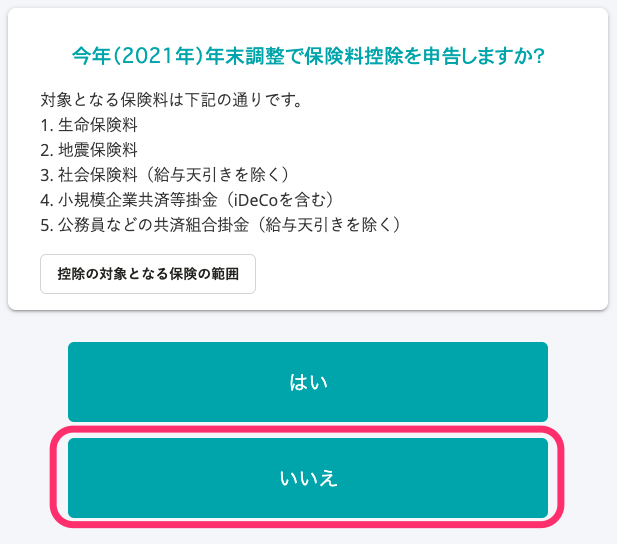 今年（2021年）年末調整で保険料控除を申告しますか?
対象となる保険料は下記の通りです。
1. 生命保険料
2. 地震保険料
3. 社会保険料（給与天引きを除く）
4. 小規模企業共済等掛金（iDeCoを含む）
5. 公務員などの共済組合掛金（給与天引きを除く）
控除の対象となる保険の範囲
はい
いいえ